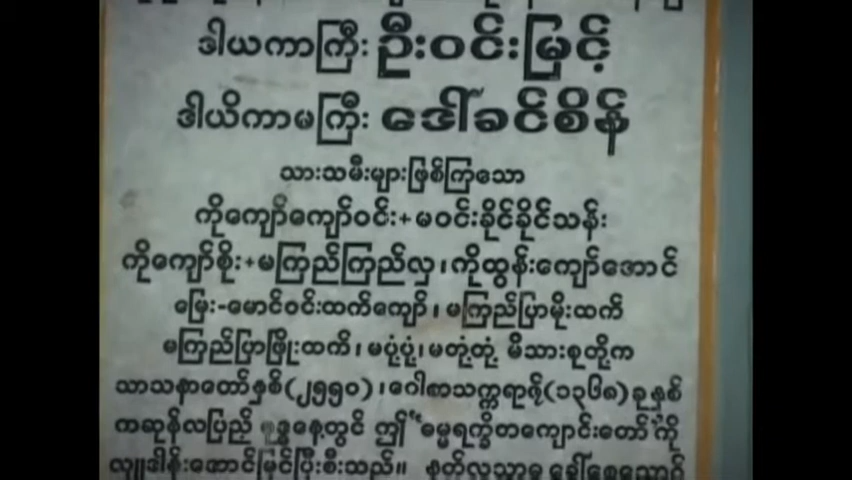 ဒါယကာကြီး ဦးဝင်းမြင့်
ဒါယိကာမကြီး ဒေါ်ခင်စိန်
သားသမီးများဖြစ်ကြသော
ကိုကျော်ကျော်ဝင်း+မဝင်းခိုင်ခိုင်သန်း
ကိုကျော်စိုး+မကြည်ကြည်လှ၊ကိုထွန်းကျော်အောင်
မြေး-မောင်ဝင်းထက်ကျော်၊ မကြည်ပြာမိုးထက်
မကြည်ပြာဖြိုးထက်၊မပုံ့ပုံ့၊မတုံ့တုံ့ မိသားစုတို့က
သာသနာတော်နှစ်(၂၅၅၀)၊ဂေါဇာသက္ကရာဇ်(၁၃၆၈)ခုနှစ်
ကဆုန်လပြည့် ဗုဒ္ဓနေ့တွင် ဤ"ဓမ္မရက္ခိတကျောင်းတော်"ကို
လှူဒါန်းအောင်မြင်ပြီးစီးသည်။